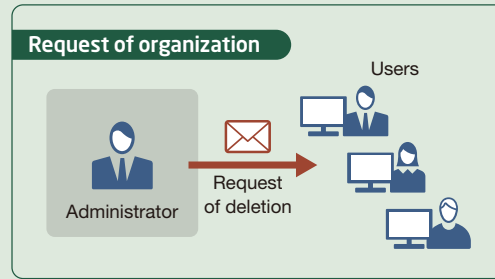 Request of organization
Users
Administrator
Request
of deletion